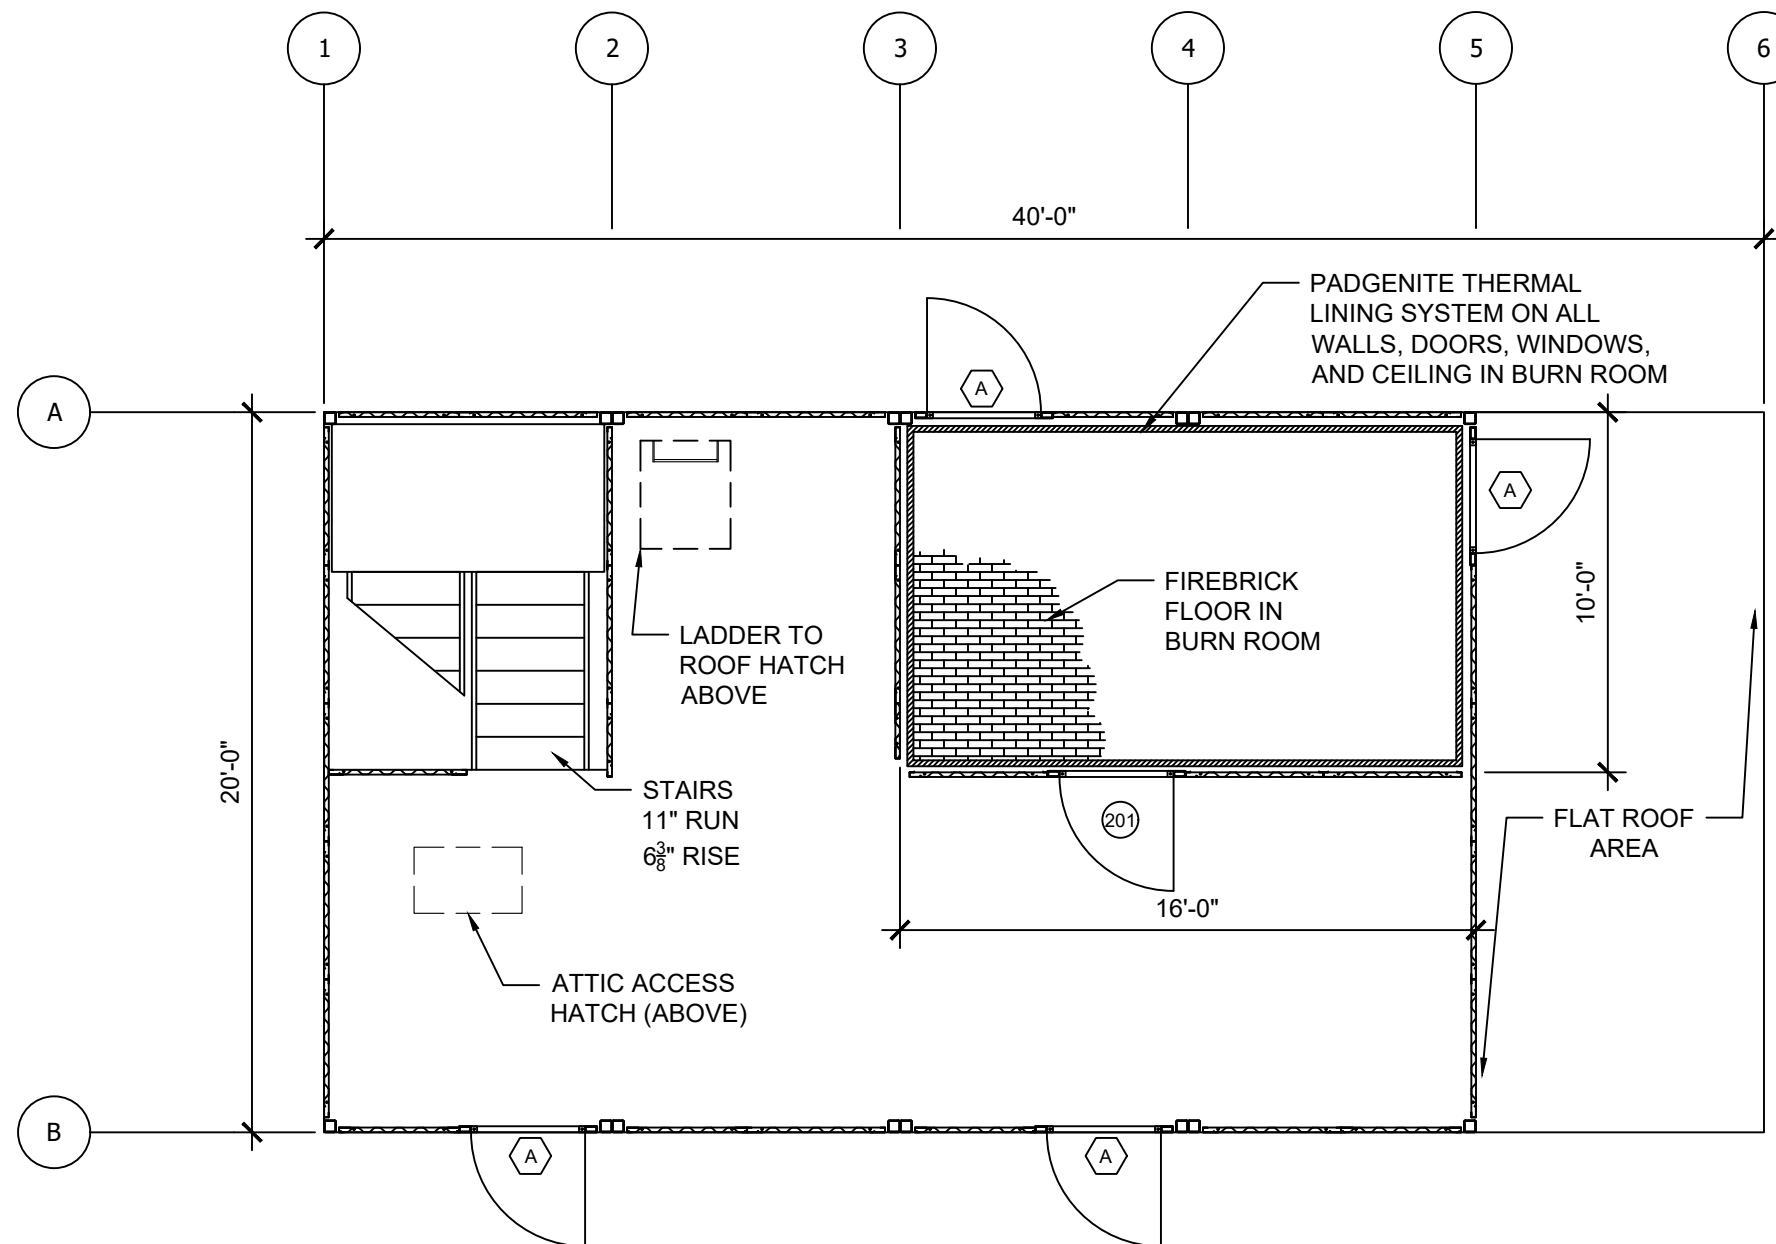 1
2
3
4
5
6
40'-0"
PADGENITE THERMAL
LINING SYSTEM ON ALL
WALLS, DOORS, WINDOWS,
AND CEILING IN BURN ROOM
A
A
A
FIREBRICK
FLOOR IN
BURN ROOM
10'-0"
LADDER TO
ROOF HATCH
ABOVE
20'-0"
STAIRS
11" RUN
6 3/8" RISE
201
FLAT ROOF
AREA
16'-0"
ATTIC ACCESS
HATCH (ABOVE)
B
A
A